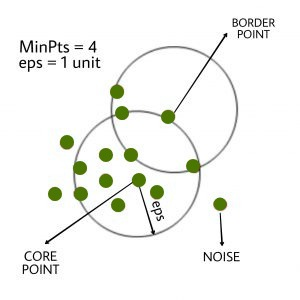 BORDER
POINT
MinPts = 4
eps = 1 unit
eps
CORE
POINT
NOISE